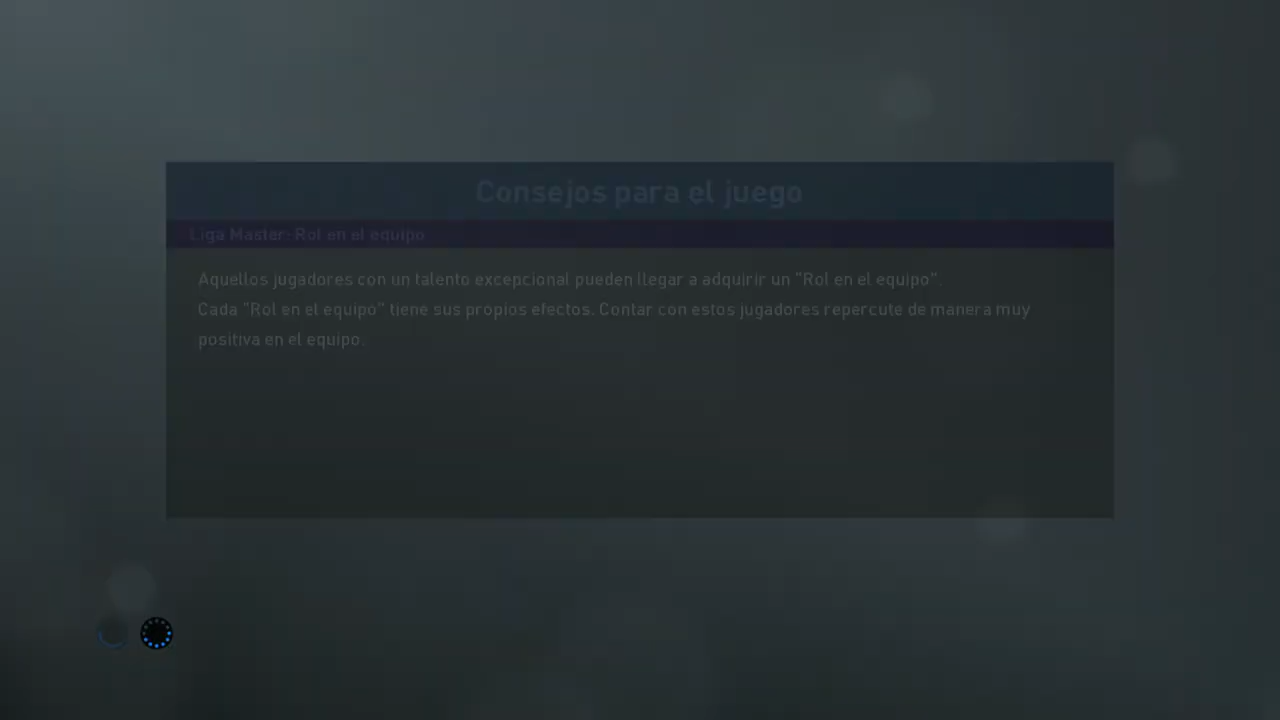 Consejos para el juego
Liga Master: Rol en el equipo
Aquellos jugadores con un talento excepcional pueden llegar a adquirir un "Rol en el equipo".
Cada "Rol en el equipo" tiene sus propios efectos. Contar con estos jugadores repercute de manera muy
positiva en el equipo.